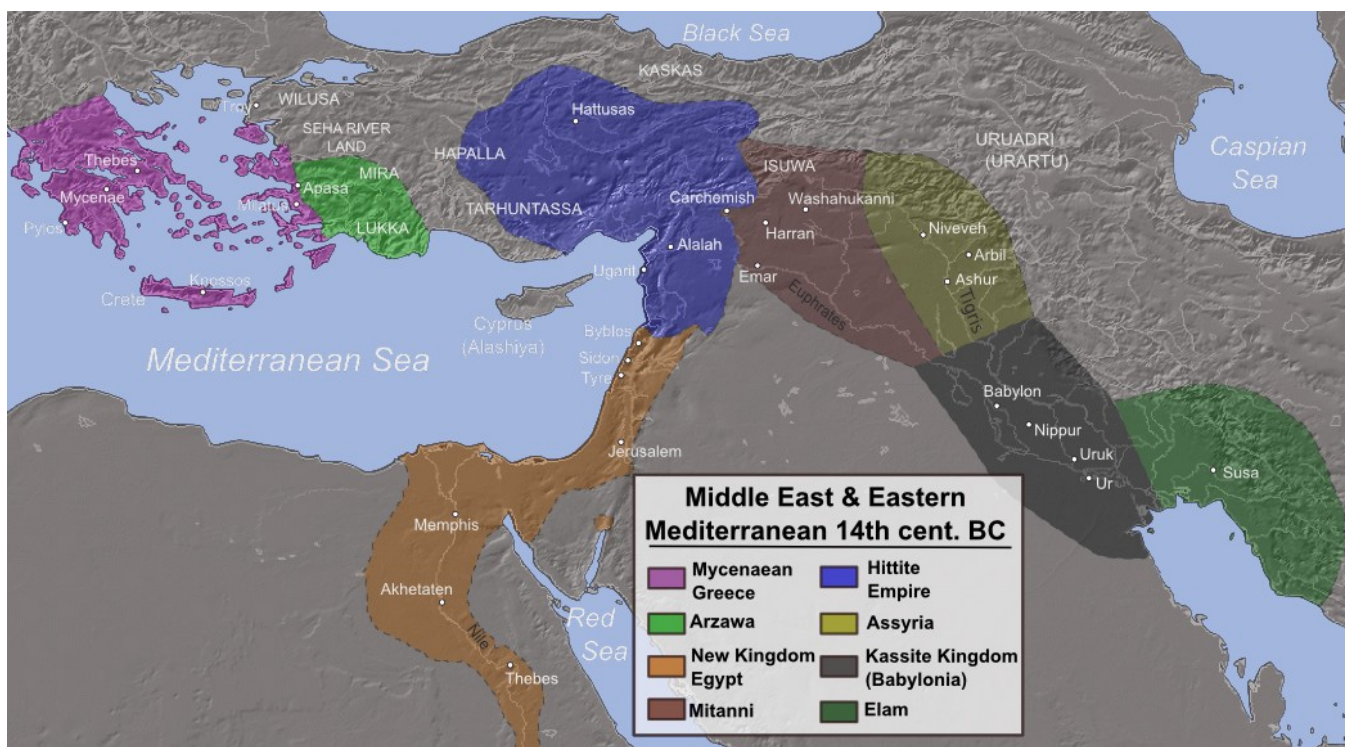 Black Sea
KASKAS
Troy
WILUSA
Hattusas
SEHA RIVER
LAND
URUADRI
(URARTU)
Caspian
Sea
Thebes
HAPALLA
MIRA
ISUWA
Mycenae
Apasa
Washahukanni
Carchemish
Milatus
TARHUNTASSA
Pylos
LUKKA
Harran
Niveveh
Alalah
Arbil
Ugarit
Emar
Ashur
Knossos
Crete
Euphrates
Tigris
Cyprus
(Alashiya)
Byblos
Mediterranean Sea
Sidon
Tyre
Babylon
Nippur
Jerusalem
Uruk
Susa
Ur
Memphis
Akhetaten
Nile
Red
Sea
Thebes
Middle East & Eastern
Mediterranean 14th cent. BC
Mycenaean
Greece
Hittite
Empire
Arzawa
Assyria
New Kingdom
Egypt
Kassite Kingdom
(Babylonia)
Mitanni
Elam